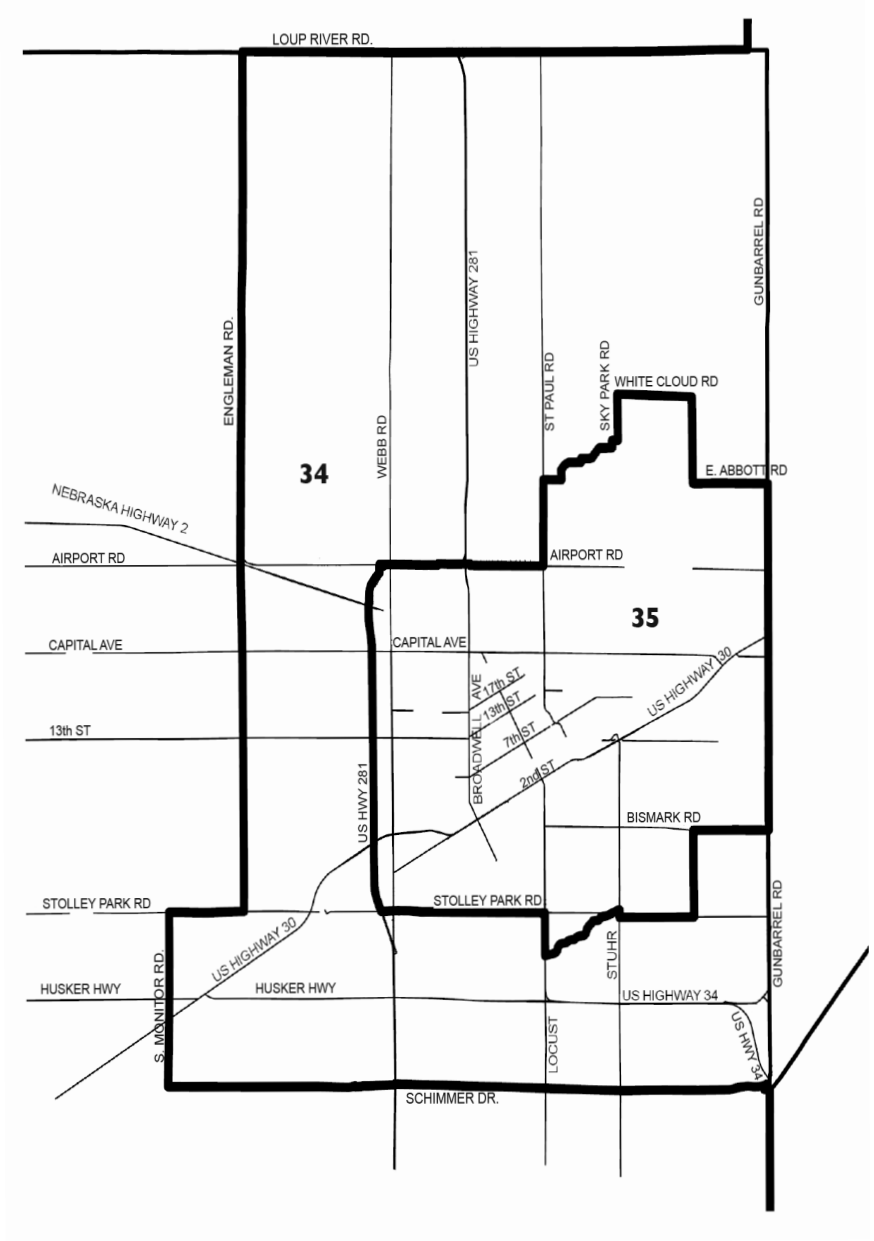 LOUP RIVER RD.
GUNBARREL RD
US HIGHWAY 281
ENGLEMAN RD.
ST PAUL RD
SKY PARK RD
WHITE CLOUD RD
WEBB RD
34
E. ABBOTT RD
NEBRASKA HIGHWAY 2
AIRPORT RD
AIRPORT RD
35
CAPITAL AVE
CAPITAL AVE
US HIGHWAY 30
BROADWELL AVE
17th ST
13th ST
7th ST
2nd ST
13th ST
US HWY 281
BISMARK RD
STOLLEY PARK RD
STOLLEY PARK RD
GUNBARREL RD
US HIGHWAY 30
STUHR
S. MONITOR RD.
HUSKER HWY
HUSKER HWY
US HIGHWAY 34
LOCUST
US HWY 34
SCHIMMER DR.